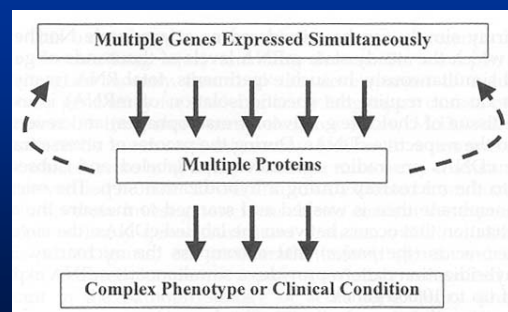 Multiple Genes Expressed Simultaneously
Multiple Proteins
Complex Phenotype or Clinical Condition